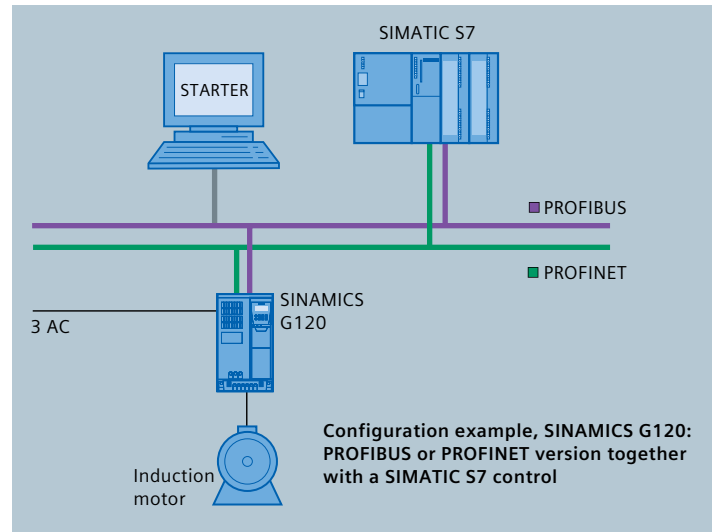 SIMATIC S7
STARTER
PROFIBUS
PROFINET
SINAMICS
G120
3 AC
Induction
motor
Configuration example, SINAMICS G120:
PROFIBUS or PROFINET version together
with a SIMATIC S7 control